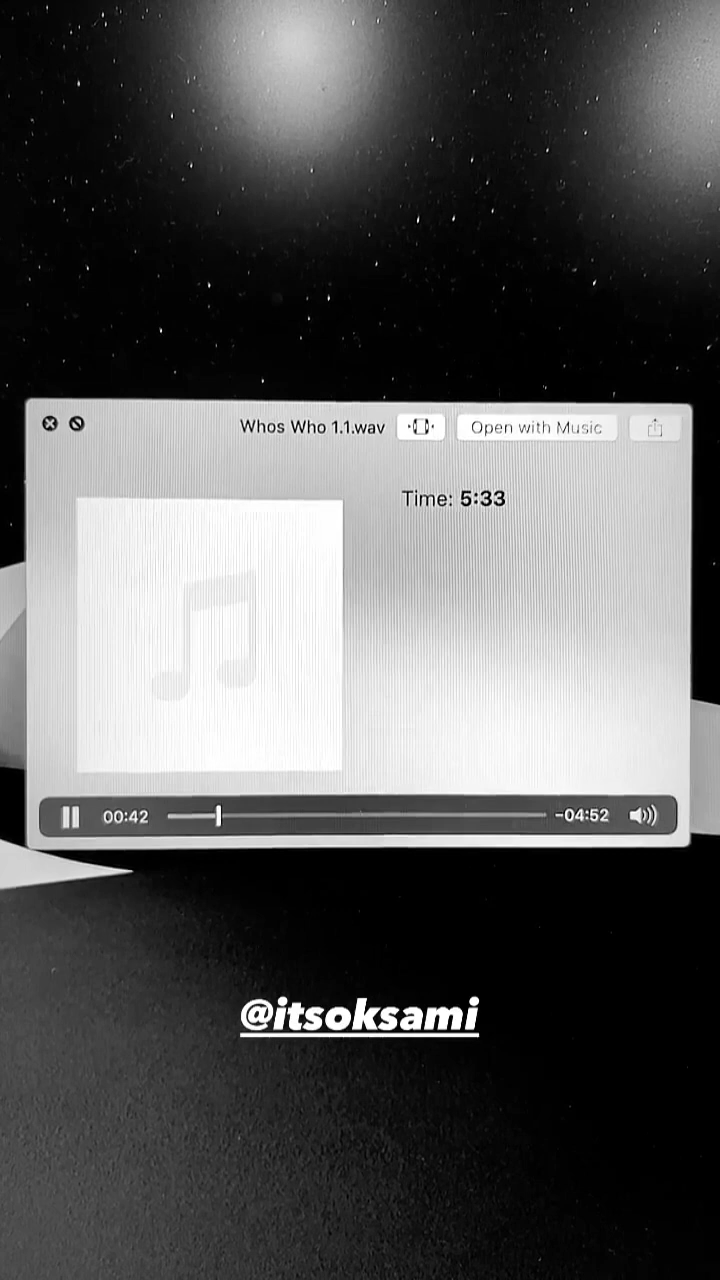 Whos Who 1.1.wav
Open with Music
Time: 5:33
00:42
-04:52
@itsoksami